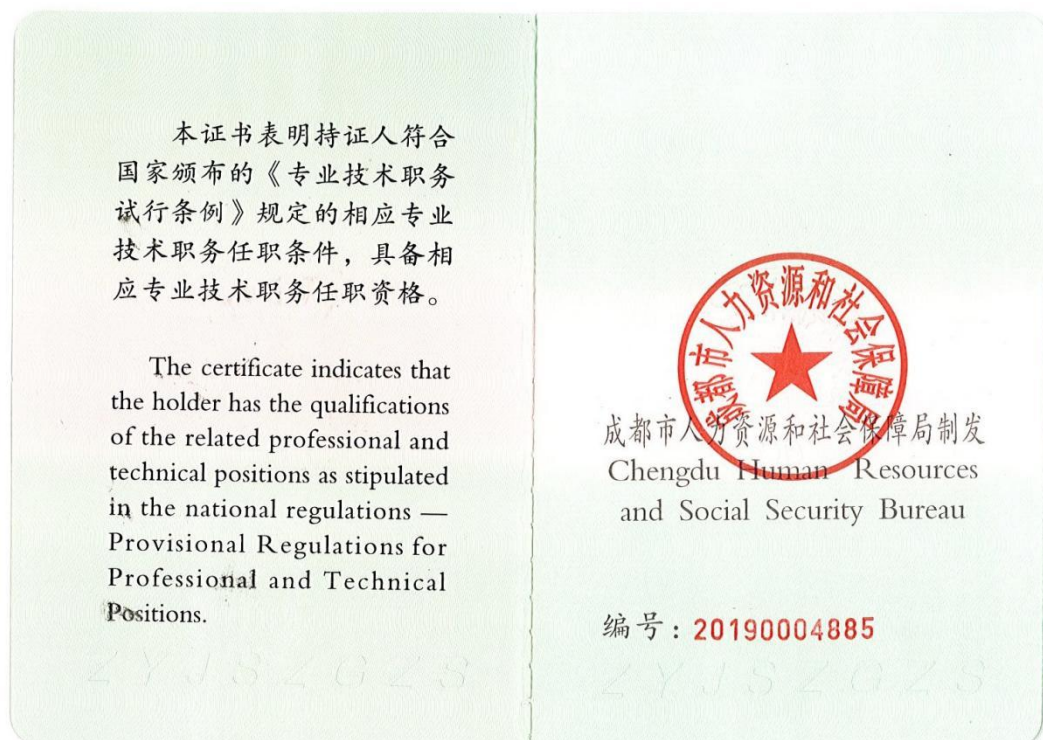 本证书表明持证人符合
国家颁布的《专业技术职务
试行条例》规定的相应专业
技术职务任职条件，具备相
应专业技术职务任职资格。
The certificate indicates that
the holder has the qualifications
of the related professional and
technical positions as stipulated
in the national regulations —
Provisional Regulations for
Professional and Technical
Positions.
ZYJSZGZS
成都市人力资源和社会保障局
成都市人力资源和社会保障局制发
Chengdu Human Resources
and Social Security Bureau
编号：20190004885
ZYJSZGZS